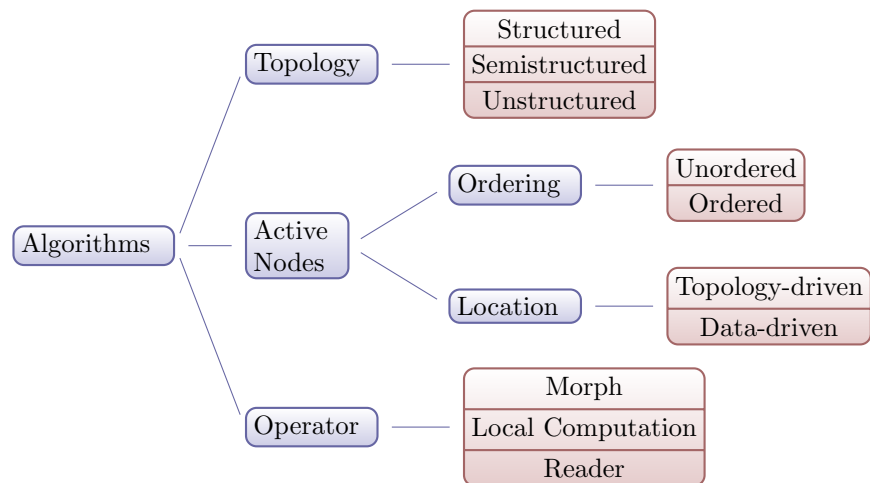 Algorithms
Topology
Structured
Semistructured
Unstructured
Active
Nodes
Ordering
Unordered
Ordered
Location
Topology-driven
Data-driven
Operator
Morph
Local Computation
Reader